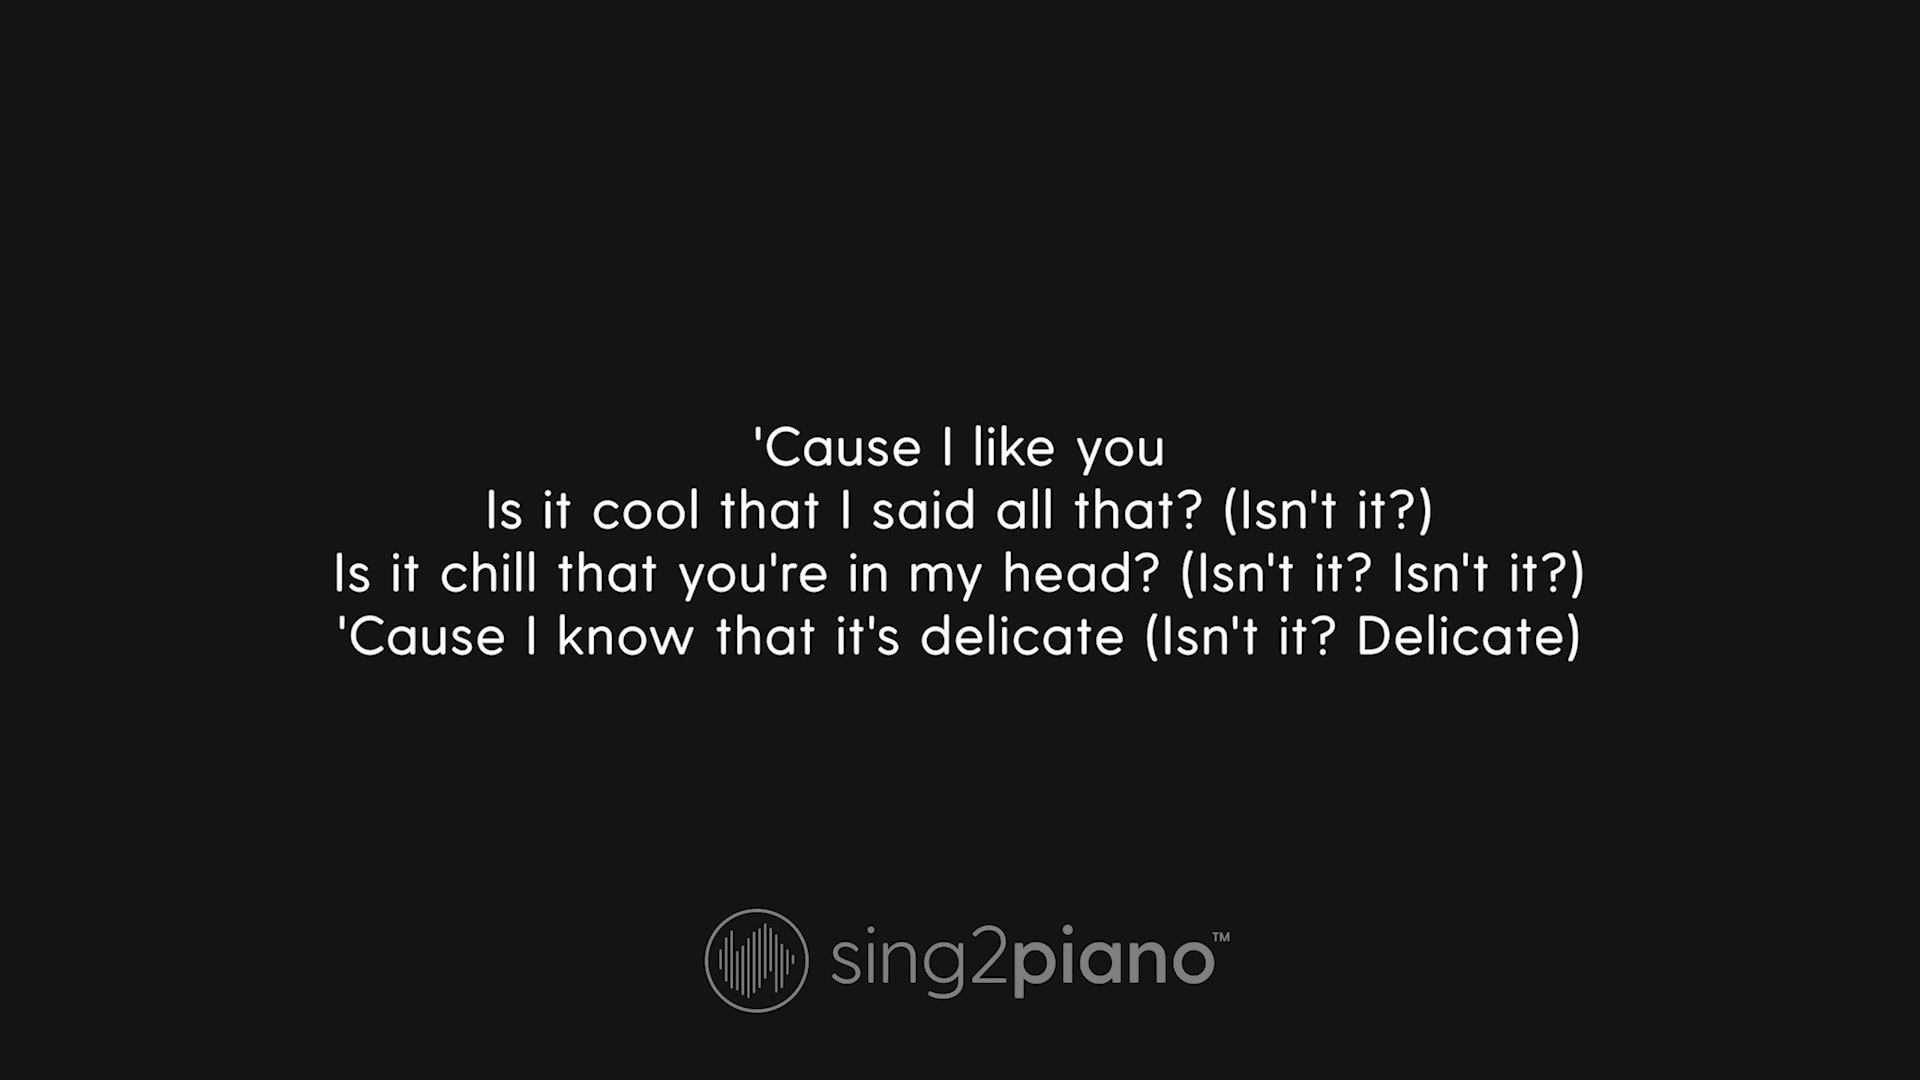 'Cause I like you
Is it cool that I said all that? (Isn't it?)
Is it chill that you're in my head? (Isn't it? Isn't it?)
'Cause I know that it's delicate (Isn't it? Delicate)
sing2piano™